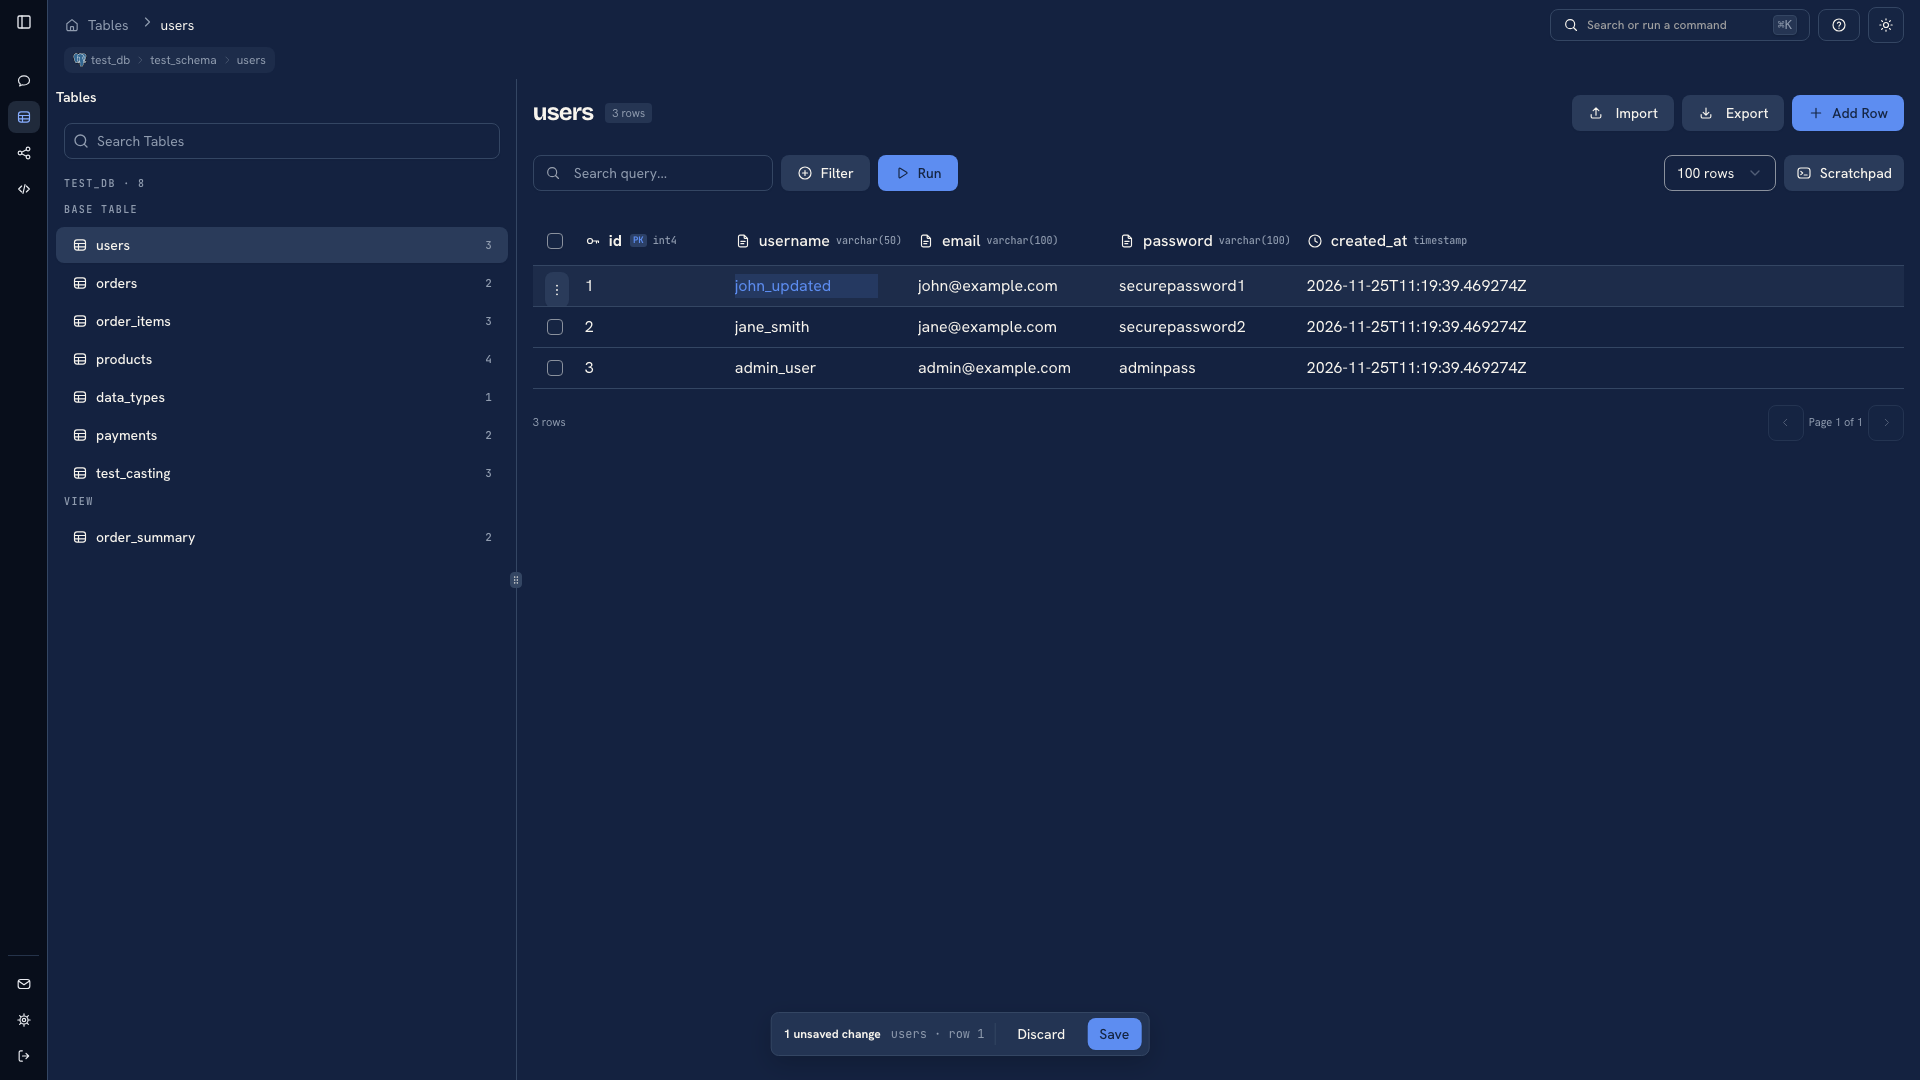 Tables > users
Search or run a command ⌘K
test_db > test_schema > users
Tables
Search Tables
TEST_DB · 8
BASE TABLE
users 3
orders 2
order_items 3
products 4
data_types 1
payments 2
test_casting 3
VIEW
order_summary 2
users 3 rows
Import
Export
Add Row
Search query...
Filter
Run
100 rows
Scratchpad
id PK int4 username varchar(50) email varchar(100) password varchar(100) created_at timestamp
1 john_updated john@example.com securepassword1 2026-11-25T11:19:39.469274Z
2 jane_smith jane@example.com securepassword2 2026-11-25T11:19:39.469274Z
3 admin_user admin@example.com adminpass 2026-11-25T11:19:39.469274Z
3 rows
Page 1 of 1
1 unsaved change users · row 1 Discard Save